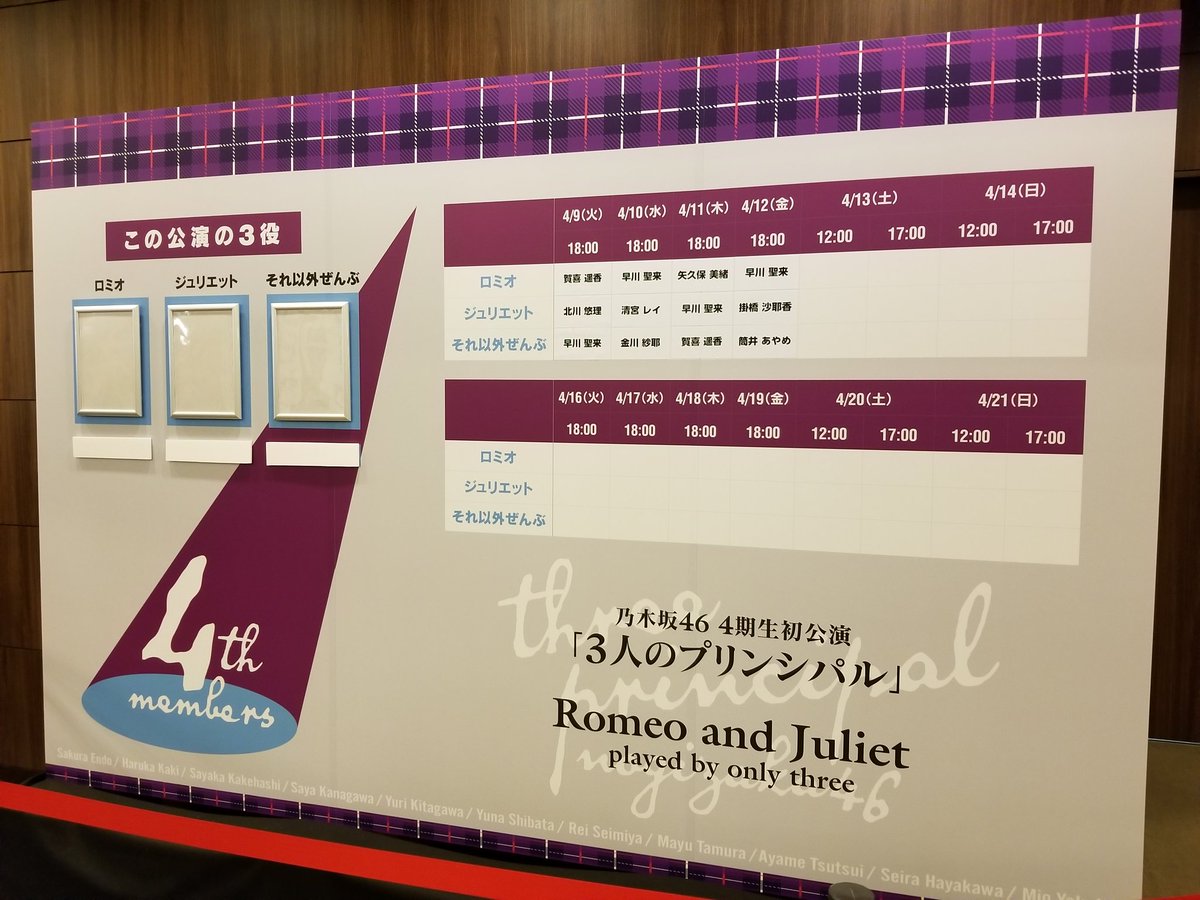 この公演の3役
ロミオ ジュリエット それ以外ぜんぶ
4/9(火) 4/10(水) 4/11(木) 4/12(金) 4/13(土) 4/14(日)
18:00 18:00 18:00 18:00 12:00 17:00 12:00 17:00
ロミオ 賀喜 遥香 早川 聖来 矢久保 美緒 早川 聖来
ジュリエット 北川 悠理 清宮 レイ 早川 聖来 掛橋 沙耶香
それ以外ぜんぶ 早川 聖来 金川 紗耶 賀喜 遥香 筒井 あやめ
4/16(火) 4/17(水) 4/18(木) 4/19(金) 4/20(土) 4/21(日)
18:00 18:00 18:00 18:00 12:00 17:00 12:00 17:00
ロミオ
ジュリエット
それ以外ぜんぶ
4th
members
three
principal
nogizaka46
乃木坂46 4期生初公演
「3人のプリンシパル」
Romeo and Juliet
played by only three
Sakura Endo / Haruka Kaki / Sayaka Kakehashi / Saya Kanagawa / Yuri Kitagawa / Yuna Shibata / Rei Seimiya / Mayu Tamura / Ayame Tsutsui / Seira Hayakawa / Mio